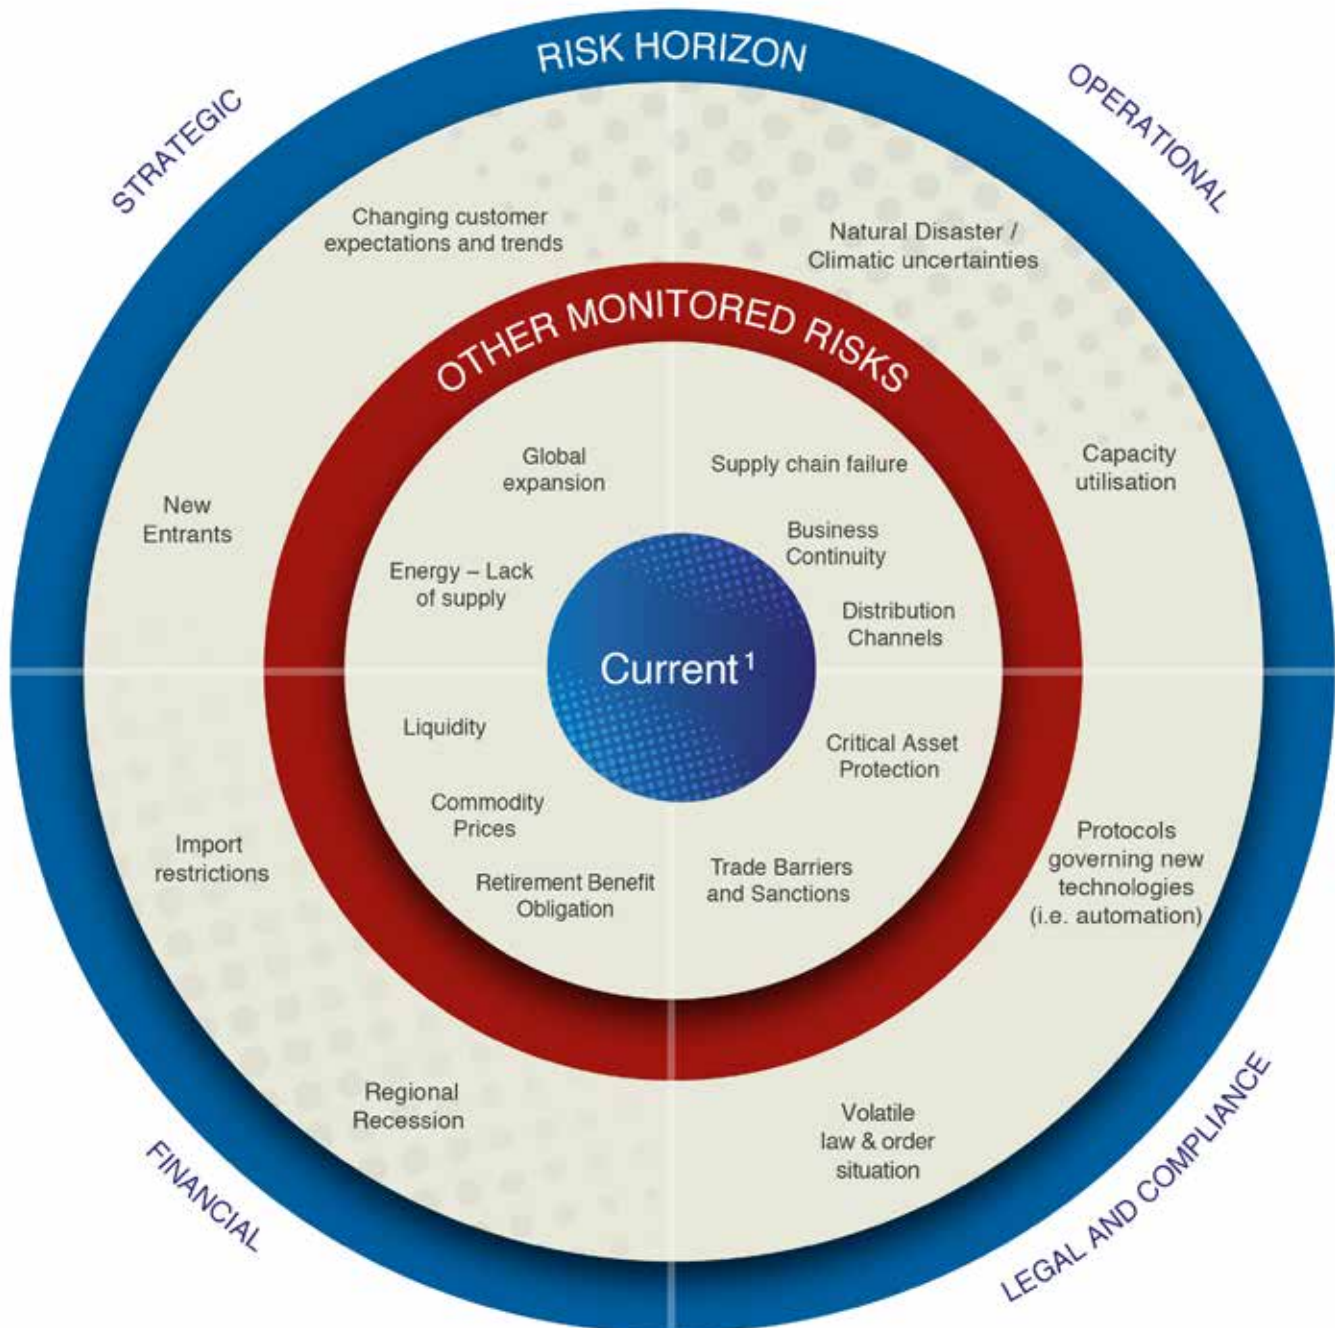 RISK HORIZON
STRATEGIC
OPERATIONAL
Changing customer
expectations and trends
Natural Disaster /
Climatic uncertainties
OTHER MONITORED RISKS
Global
expansion
Supply chain failure
Capacity
utilisation
New
Entrants
Business
Continuity
Energy – Lack
of supply
Distribution
Channels
Current 1
Liquidity
Critical Asset
Protection
Commodity
Prices
Import
restrictions
Protocols
governing new
technologies
(i.e. automation)
Retirement Benefit
Obligation
Trade Barriers
and Sanctions
Regional
Recession
Volatile
law & order
situation
FINANCIAL
LEGAL AND COMPLIANCE